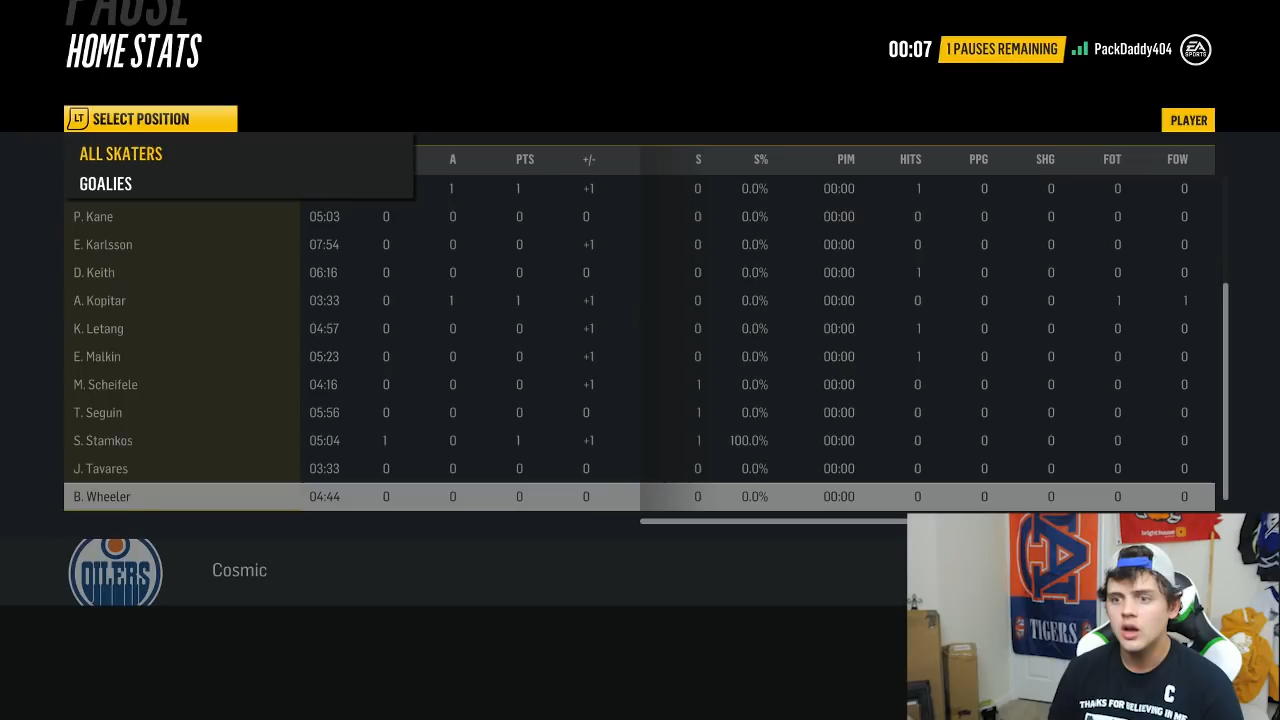 PAUSE
HOME STATS
00:07 1 PAUSES REMAINING PackDaddy404 EA SPORTS
LT SELECT POSITION
PLAYER
ALL SKATERS
GOALIES
A PTS +/- S S% PIM HITS PPG SHG FOT FOW
1 1 +1 0 0.0% 00:00 1 0 0 0 0
P. Kane 05:03 0 0 0 0 0 0.0% 00:00 0 0 0 0 0
E. Karlsson 07:54 0 0 0 +1 0 0.0% 00:00 0 0 0 0 0
D. Keith 06:16 0 0 0 0 0 0.0% 00:00 1 0 0 0 0
A. Kopitar 03:33 0 1 1 +1 0 0.0% 00:00 0 0 0 1 1
K. Letang 04:57 0 0 0 +1 0 0.0% 00:00 1 0 0 0 0
E. Malkin 05:23 0 0 0 +1 0 0.0% 00:00 1 0 0 0 0
M. Scheifele 04:16 0 0 0 +1 1 0.0% 00:00 0 0 0 0 0
T. Seguin 05:56 0 0 0 0 1 0.0% 00:00 0 0 0 0 0
S. Stamkos 05:04 1 0 1 +1 1 100.0% 00:00 0 0 0 0 0
J. Tavares 03:33 0 0 0 0 0 0.0% 00:00 0 0 0 0 0
B. Wheeler 04:44 0 0 0 0 0 0.0% 00:00 0 0 0 0 0
OILERS
Cosmic
AU
TIGERS
C
THANKS FOR BELIEVING IN ME